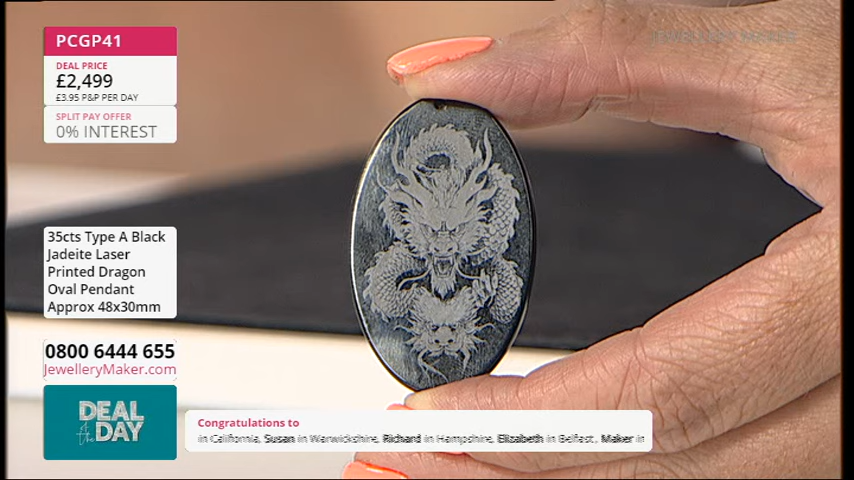 PCGP41
DEAL PRICE
£2,499
£3.95 P&P PER DAY
SPLIT PAY OFFER
0% INTEREST
JEWELLERY MAKER
35cts Type A Black
Jadeite Laser
Printed Dragon
Oval Pendant
Approx 48x30mm
0800 6444 655
JewelleryMaker.com
DEAL
of the
DAY
Congratulations to
in California, Susan in Warwickshire, Richard in Hampshire, Elizabeth in Belfast, Maker in